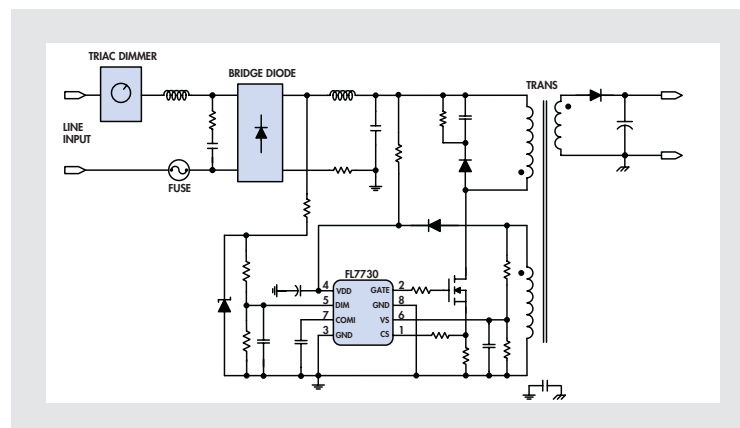 TRIAC DIMMER
BRIDGE DIODE
TRANS
LINE
INPUT
FUSE
FL7730
4 VDD GATE 2
5 DIM GND 8
7 COMI VS 6
3 GND CS 1